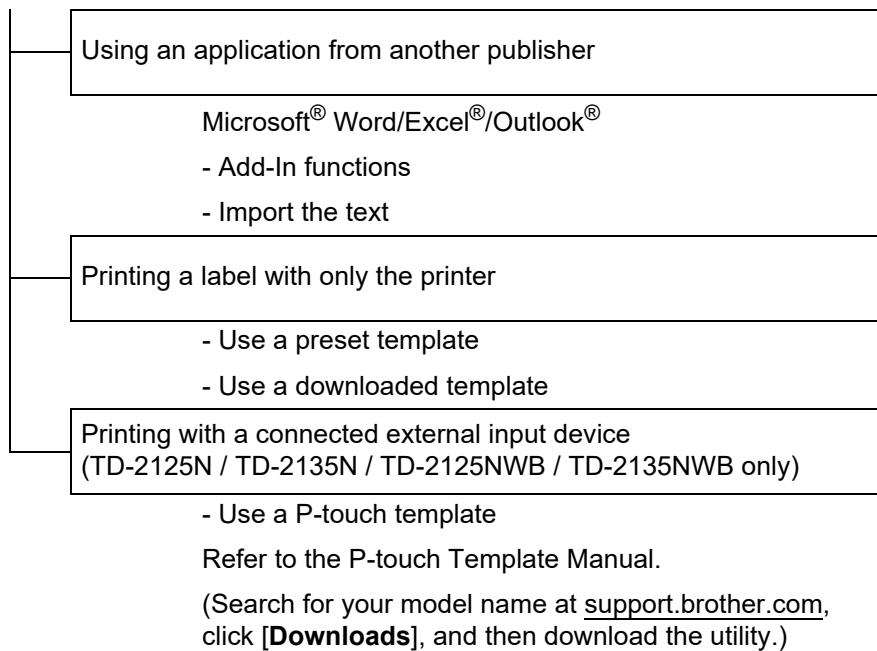 Using an application from another publisher
Microsoft® Word/Excel®/Outlook®
- Add-In functions
- Import the text
Printing a label with only the printer
- Use a preset template
- Use a downloaded template
Printing with a connected external input device
(TD-2125N / TD-2135N / TD-2125NWB / TD-2135NWB only)
- Use a P-touch template
Refer to the P-touch Template Manual.
(Search for your model name at support.brother.com,
click [Downloads], and then download the utility.)